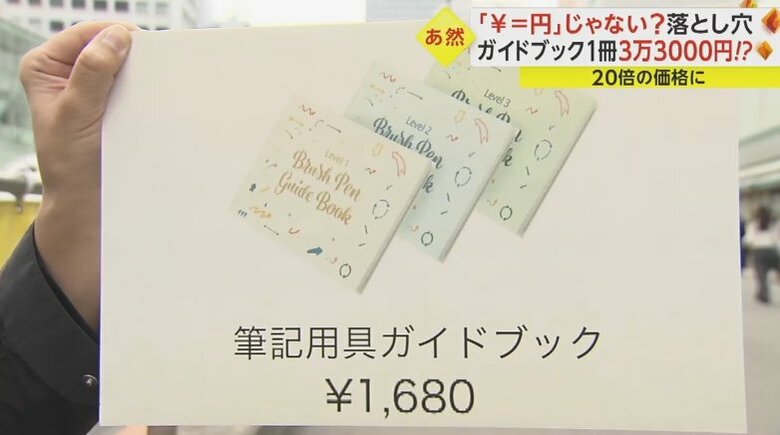 あ然
「￥＝円」じゃない？落とし穴
ガイドブック1冊3万3000円!?
20倍の価格に
Level 3
Level 2
Brush Pen
Book
Level 1
Brush Pen
Guide Book
筆記用具ガイドブック
¥1,680